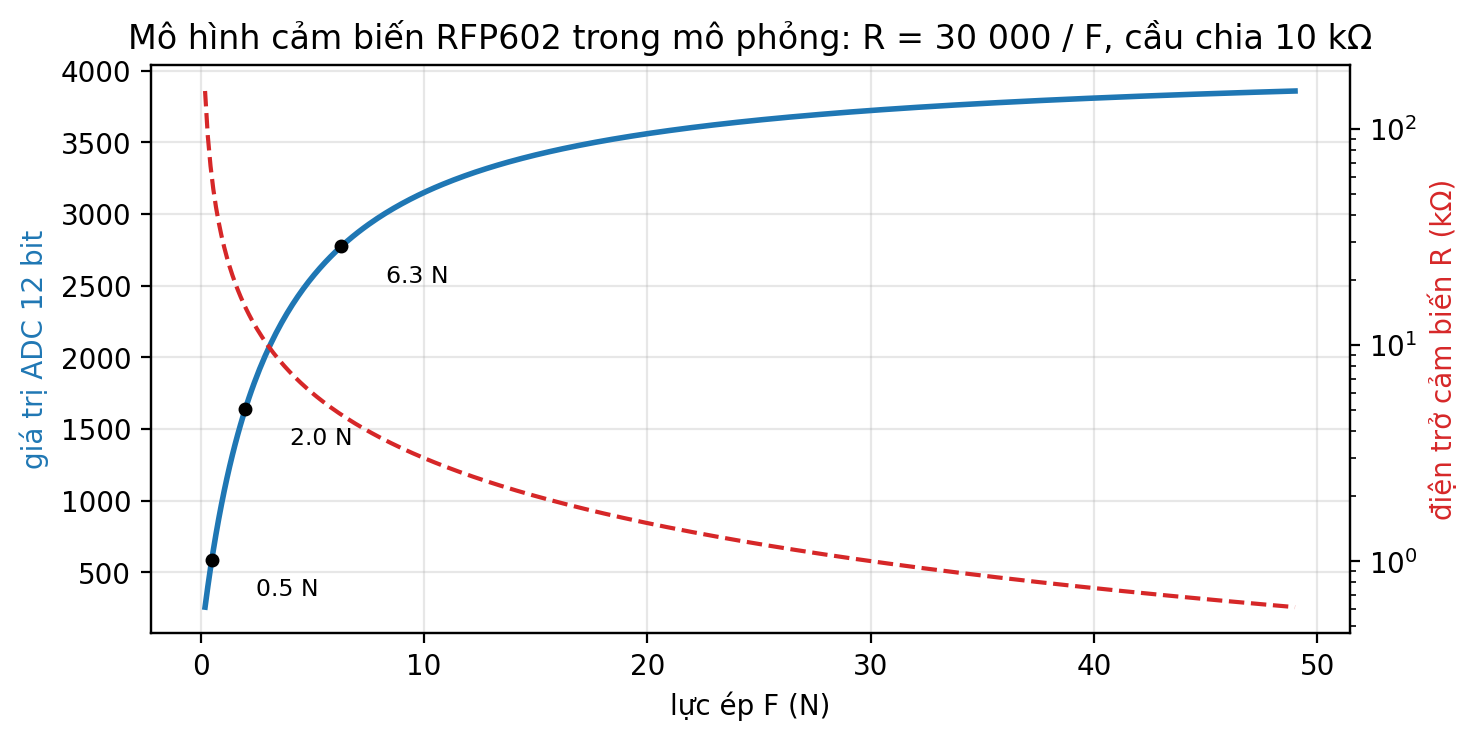 Mô hình cảm biến RFP602 trong mô phỏng: R = 30 000 / F, cầu chia 10 kΩ
giá trị ADC 12 bit
4000
3500
3000
2500
2000
1500
1000
500
6.3 N
2.0 N
0.5 N
10²
10¹
10⁰
điện trở cảm biến R (kΩ)
0 10 20 30 40 50
lực ép F (N)